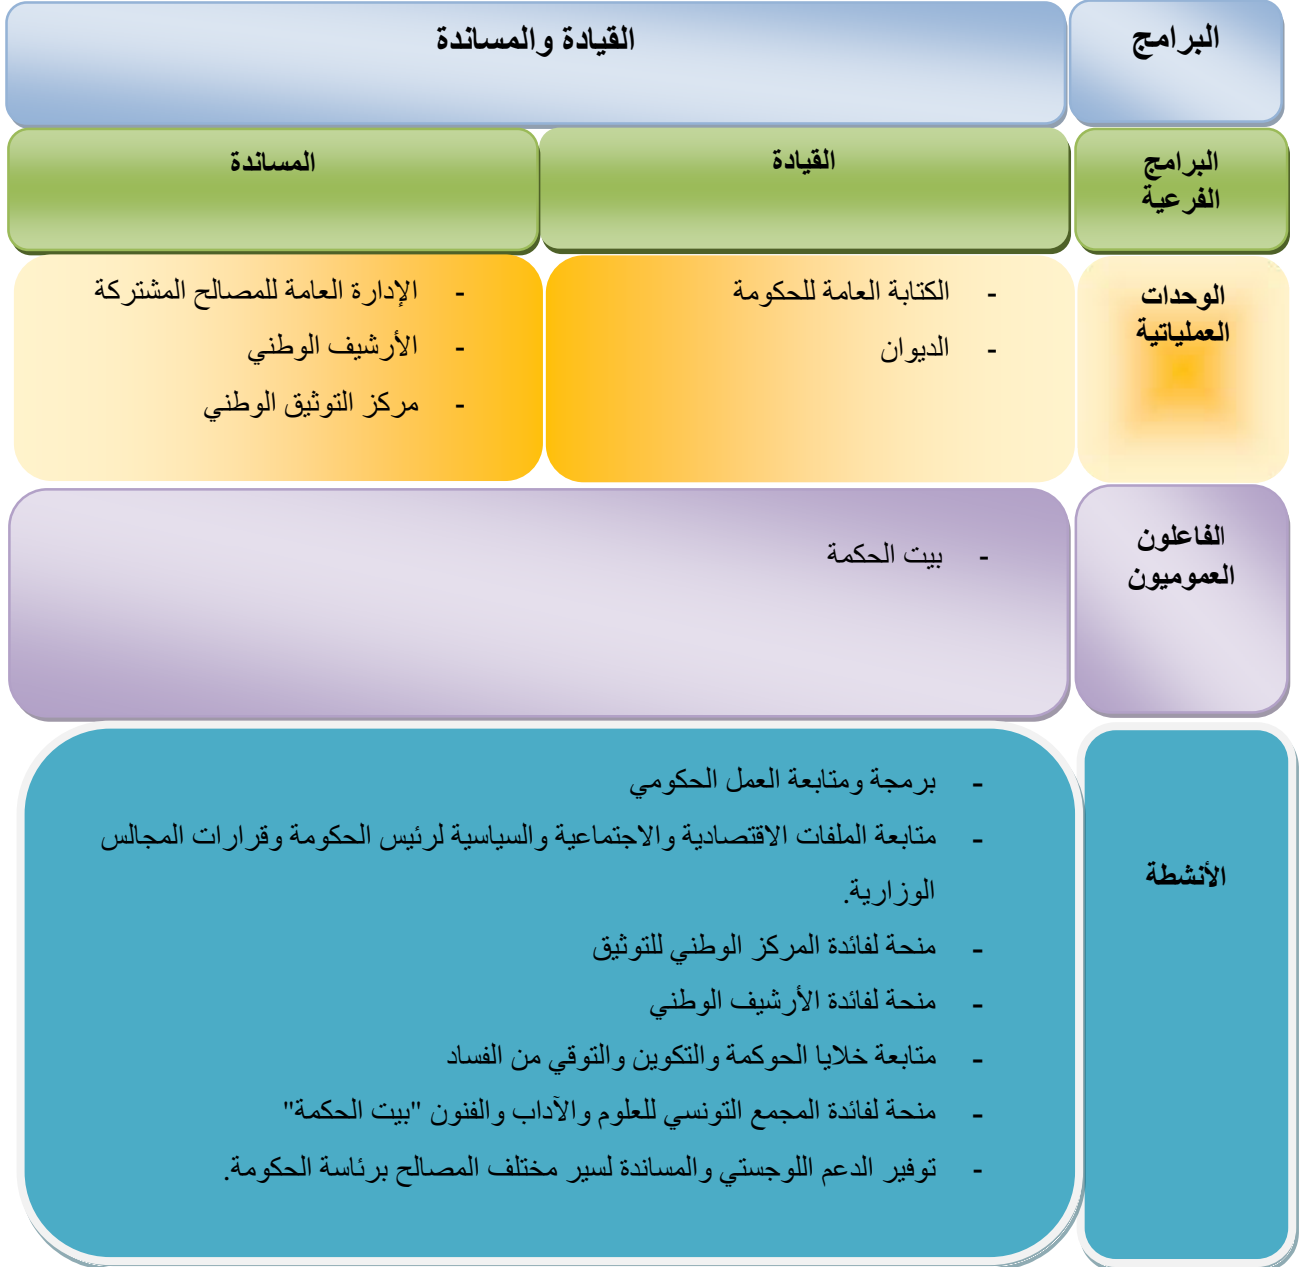 البرامج
القيادة والمساندة
البرامج
الفرعية
القيادة
المساندة
الوحدات
العملياتية
- الكتابة العامة للحكومة
- الديوان
- الإدارة العامة للمصالح المشتركة
- الأرشيف الوطني
- مركز التوثيق الوطني
الفاعلون
العموميون
- بيت الحكمة
الأنشطة
- برمجة ومتابعة العمل الحكومي
- متابعة الملفات الاقتصادية والاجتماعية والسياسية لرئيس الحكومة وقرارات المجالس
الوزارية.
- منحة لفائدة المركز الوطني للتوثيق
- منحة لفائدة الأرشيف الوطني
- متابعة خلايا الحوكمة والتكوين والتوقي من الفساد
- منحة لفائدة المجمع التونسي للعلوم والآداب والفنون "بيت الحكمة"
- توفير الدعم اللوجستي والمساندة لسير مختلف المصالح برئاسة الحكومة.